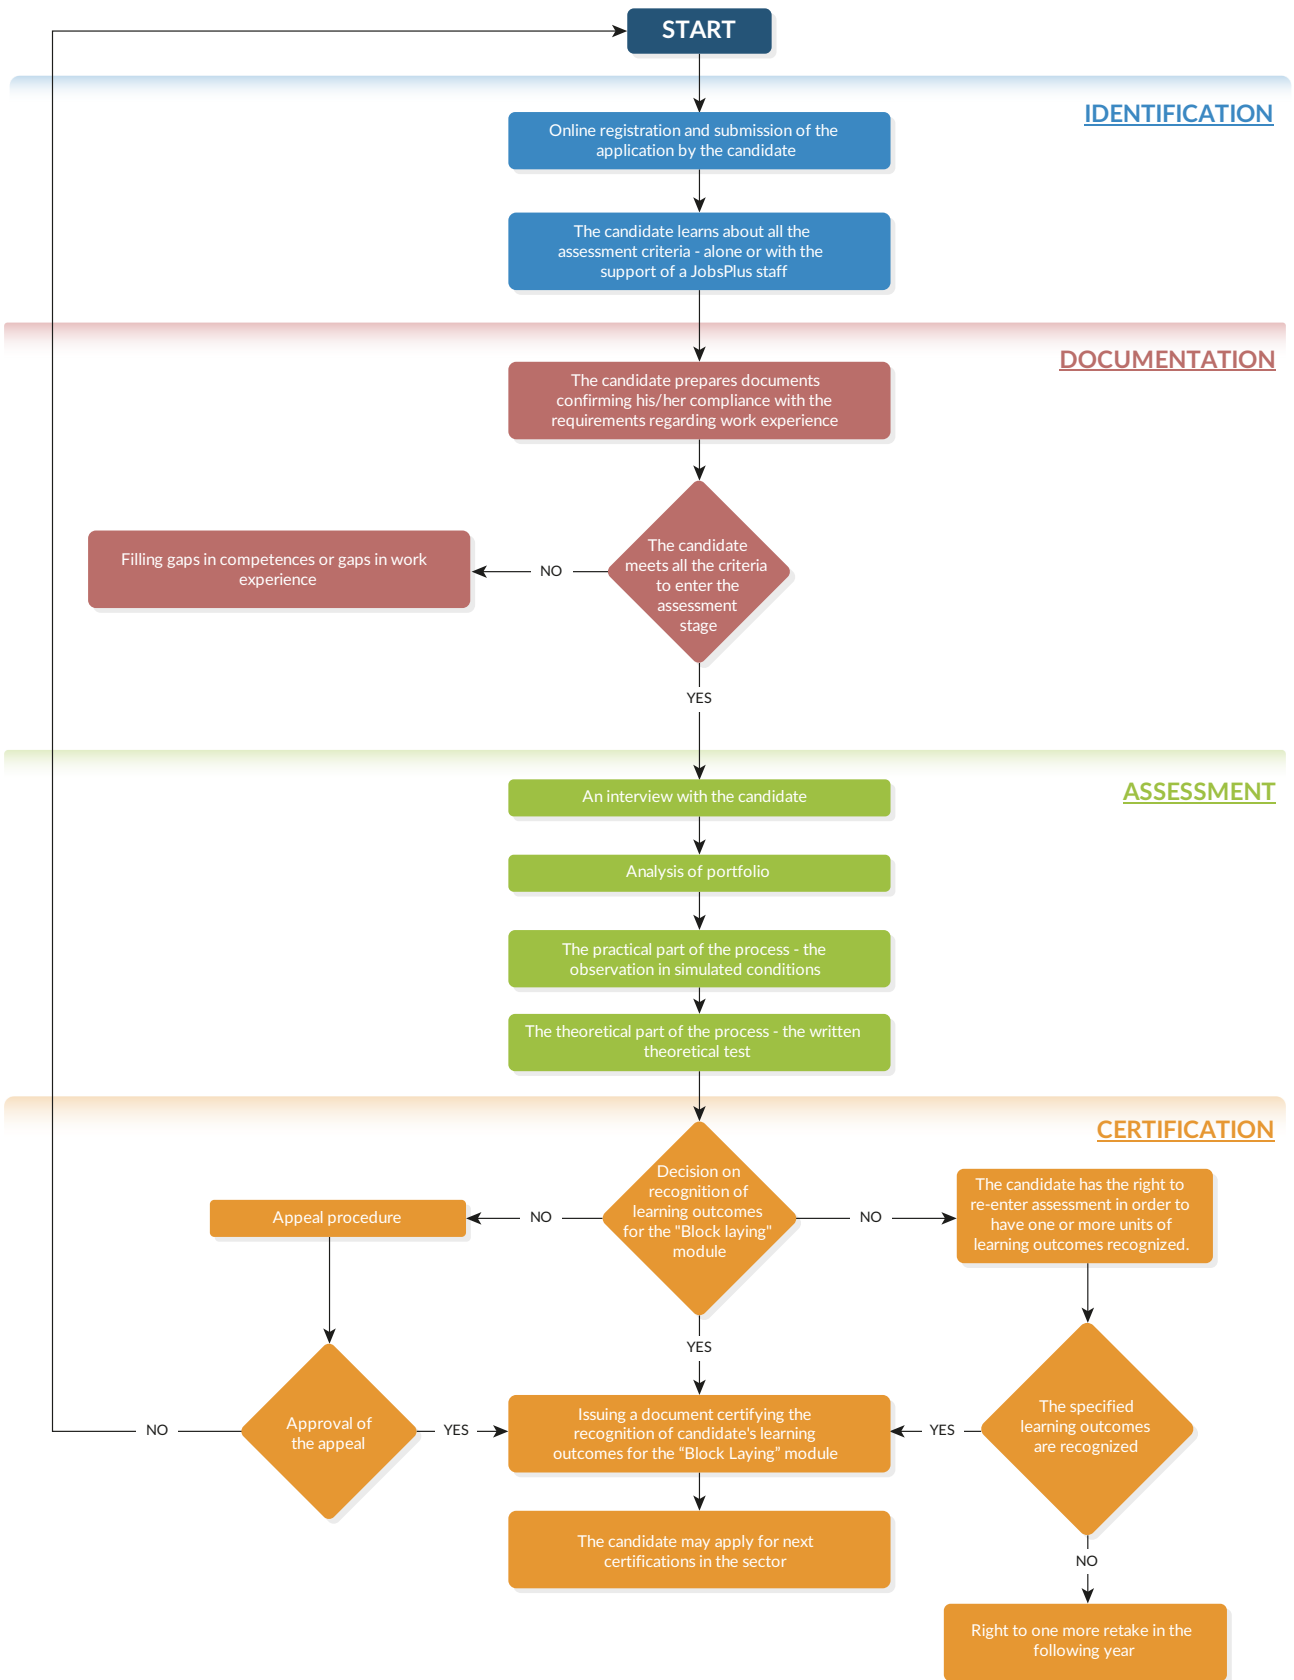 START
IDENTIFICATION
Online registration and submission of the
application by the candidate
The candidate learns about all the
assessment criteria - alone or with the
support of a JobsPlus staff
DOCUMENTATION
The candidate prepares documents
confirming his/her compliance with the
requirements regarding work experience
The candidate
meets all the criteria
to enter the
assessment
stage
NO
Filling gaps in competences or gaps in work
experience
YES
ASSESSMENT
An interview with the candidate
Analysis of portfolio
The practical part of the process - the
observation in simulated conditions
The theoretical part of the process - the written
theoretical test
CERTIFICATION
Decision on
recognition of
learning outcomes
for the "Block laying"
module
NO
Appeal procedure
NO
The candidate has the right to
re-enter assessment in order to
have one or more units of
learning outcomes recognized.
YES
Approval of
the appeal
NO
YES
Issuing a document certifying the
recognition of candidate's learning
outcomes for the “Block Laying” module
YES
The specified
learning outcomes
are recognized
The candidate may apply for next
certifications in the sector
NO
Right to one more retake in the
following year